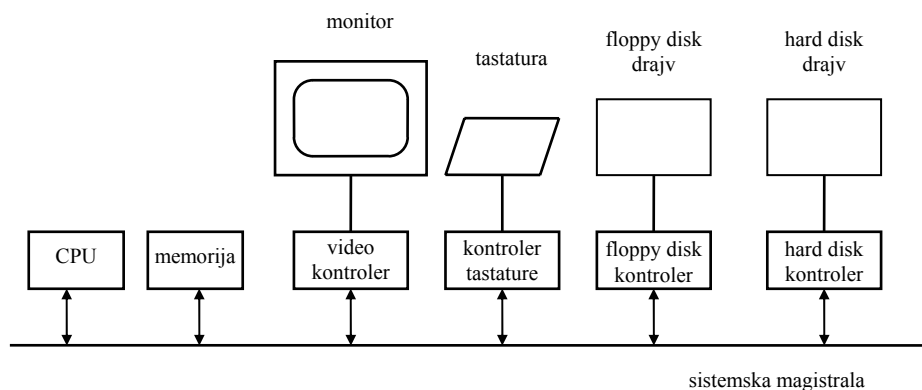 monitor
tastatura
floppy disk
drajv
hard disk
drajv
CPU
memorija
video
kontroler
kontroler
tastature
floppy disk
kontroler
hard disk
kontroler
sistemska magistrala